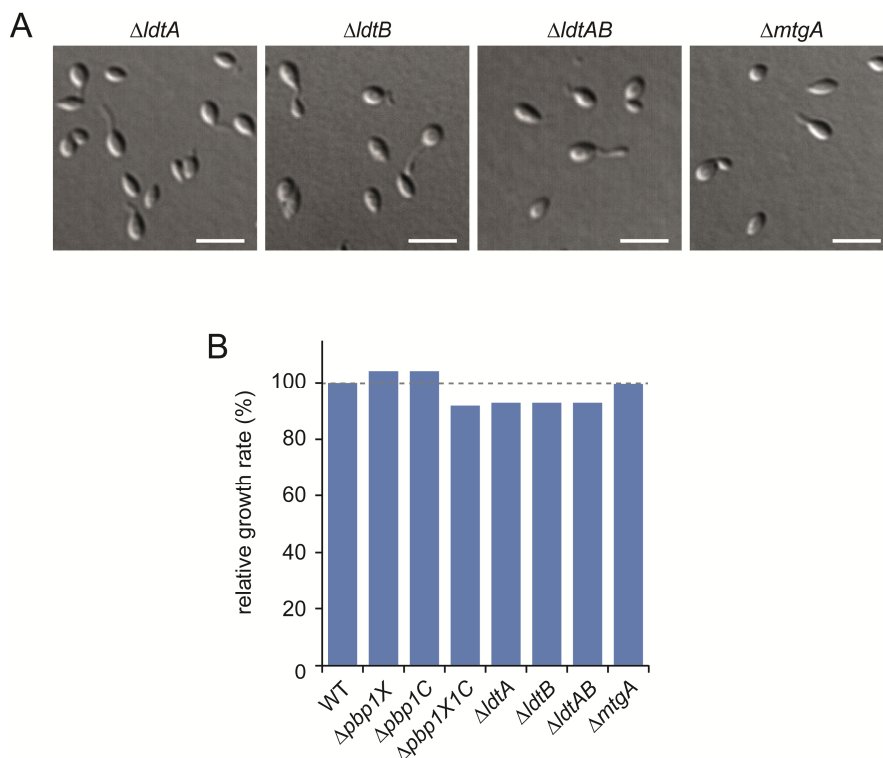 A
ΔldtA
ΔldtB
ΔldtAB
ΔmtgA
B
relative growth rate (%)
100
80
60
40
20
0
WT
Δpbp1X
Δpbp1C
Δpbp1X1C
ΔldtA
ΔldtB
ΔldtAB
ΔmtgA